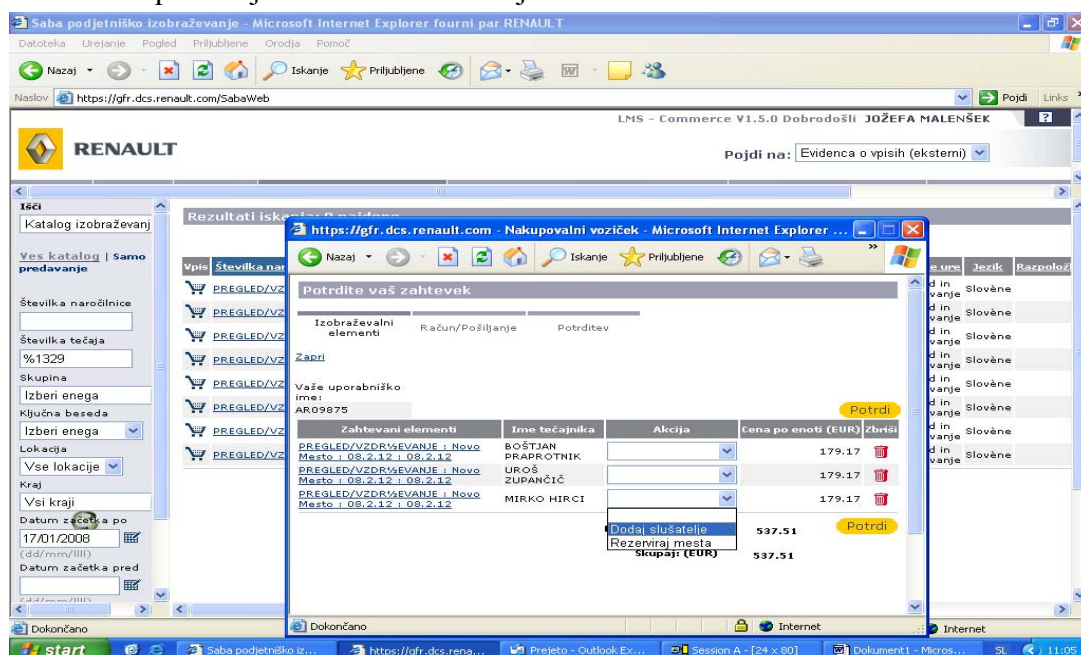 Saba podjetniško izobraževanje - Microsoft Internet Explorer fourni par RENAULT
Datoteka Urejanje Pogled Priljubljene Orodja Pomoč
Nazaj Iskanje Priljubljene
Naslov https://gfr.dcs.renault.com/SabaWeb Pojdi Links
LMS - Commerce V1.5.0 Dobrodošli JOŽEFA MALENŠEK ?
RENAULT
Pojdi na: Evidenca o vpisih (eksterni)
Išči
Katalog izobraževanj
Ves katalog | Samo
predavanje
Številka naročilnice
Številka tečaja
%1329
Skupina
Izberi enega
Ključna beseda
Izberi enega
Lokacija
Vse lokacije
Kraj
Vsi kraji
Datum začetka po
17/01/2008
(dd/mm/llll)
Datum začetka pred
Vpis
PREGLED/VZ
PREGLED/VZ
PREGLED/VZ
PREGLED/VZ
PREGLED/VZ
PREGLED/VZ
PREGLED/VZ
PREGLED/VZ
https://gfr.dcs.renault.com - Nakupovalni voziček - Microsoft Internet Explorer ...
Nazaj Iskanje Priljubljene
Potrdite vaš zahtevek
Izobraževalni
elementi
Račun/Pošiljanje Potrditev
Zapri
Vaše uporabniško
ime:
AR09875
Potrdi
Zahtevani elementi Ime tečajnika Akcija Cena po enoti (EUR) Zbriši
PREGLED/VZDR½EVANJE : Novo
Mesto : 08.2.12 : 08.2.12
BOŠTJAN
PRAPROTNIK
179.17
PREGLED/VZDR½EVANJE : Novo
Mesto : 08.2.12 : 08.2.12
UROŠ
ZUPANČIČ
179.17
PREGLED/VZDR½EVANJE : Novo
Mesto : 08.2.12 : 08.2.12
MIRKO HIRCI
179.17
Dodaj slušatelje
Rezerviraj mesta
537.51
Potrdi
Skupaj: (EUR) 537.51
Dokončano Internet
Jezik
Slovène
Slovène
Slovène
Slovène
Slovène
Slovène
Slovène
Slovène
Dokončano
start Saba podjetniško iz... https://gfr.dcs.rena... Prejeto - Outlook Ex... Session A - [24 x 80] Dokument1 - Micros... SL 11:05